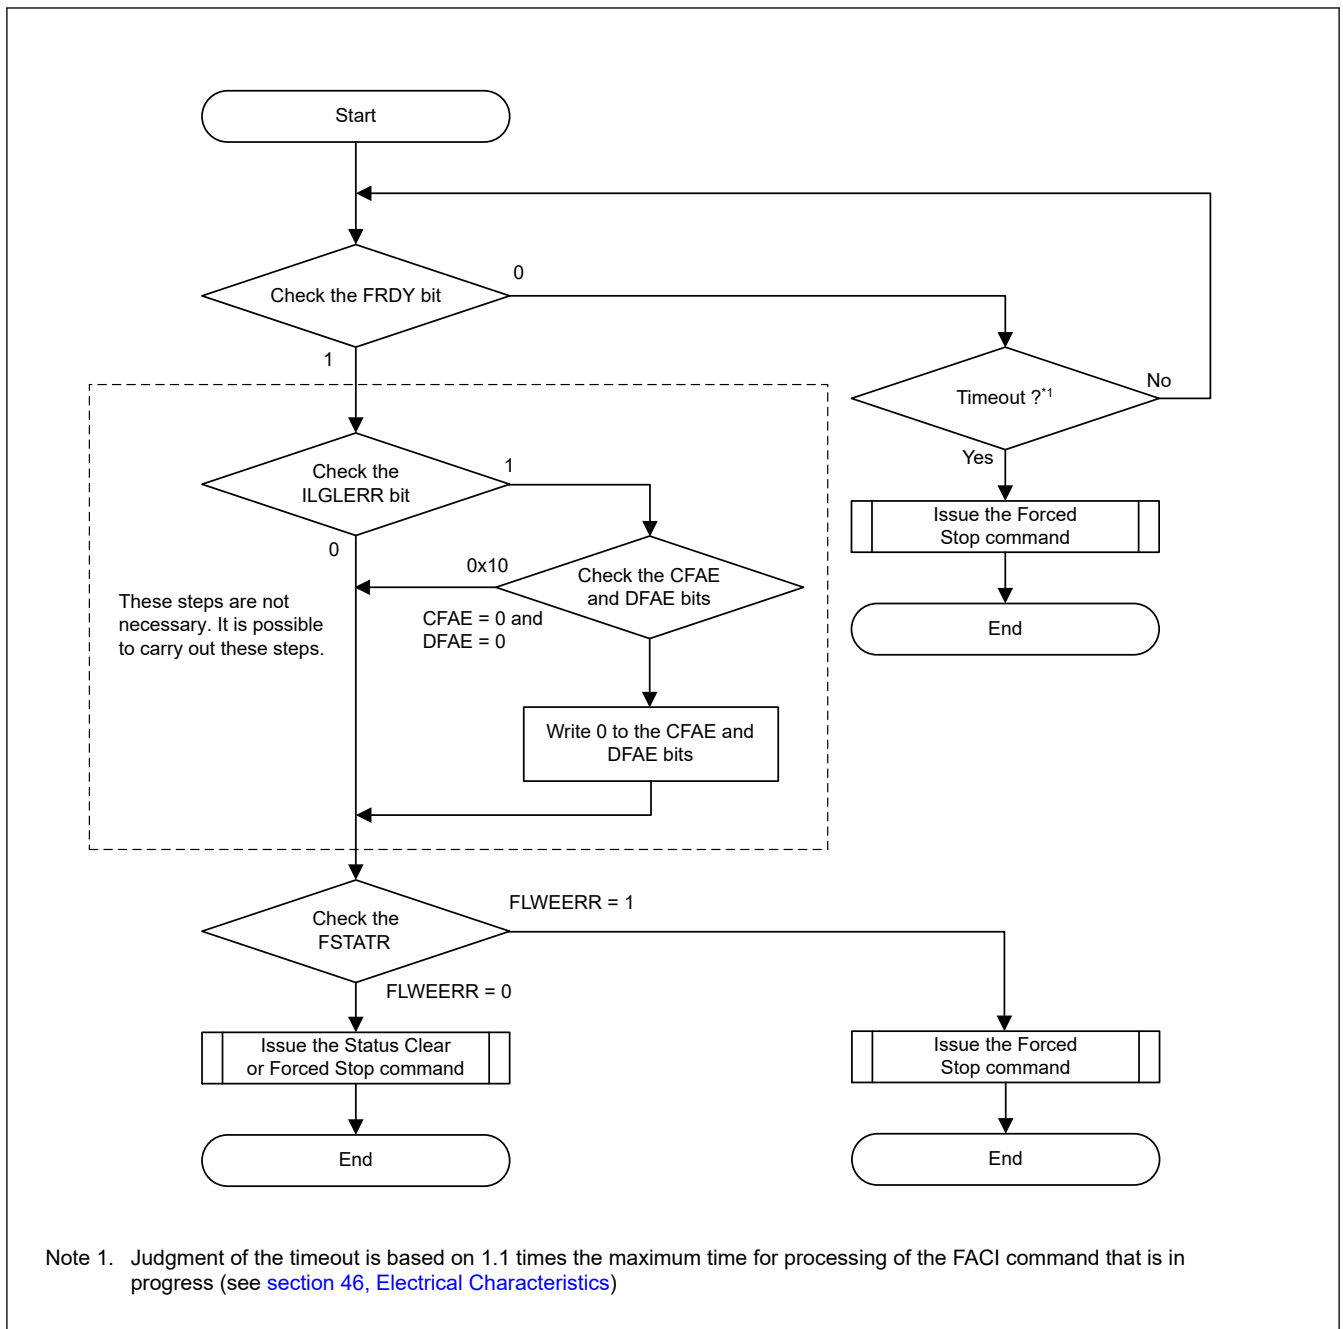 Start
Check the FRDY bit
0
1
Timeout ?*1
No
Yes
Issue the Forced
Stop command
End
Check the
ILGLERR bit
1
0
0x10
Check the CFAE
and DFAE bits
CFAE = 0 and
DFAE = 0
These steps are not
necessary. It is possible
to carry out these steps.
Write 0 to the CFAE and
DFAE bits
Check the
FSTATR
FLWEERR = 1
FLWEERR = 0
Issue the Status Clear
or Forced Stop command
End
Issue the Forced
Stop command
End
Note 1. Judgment of the timeout is based on 1.1 times the maximum time for processing of the FACI command that is in
progress (see section 46, Electrical Characteristics)